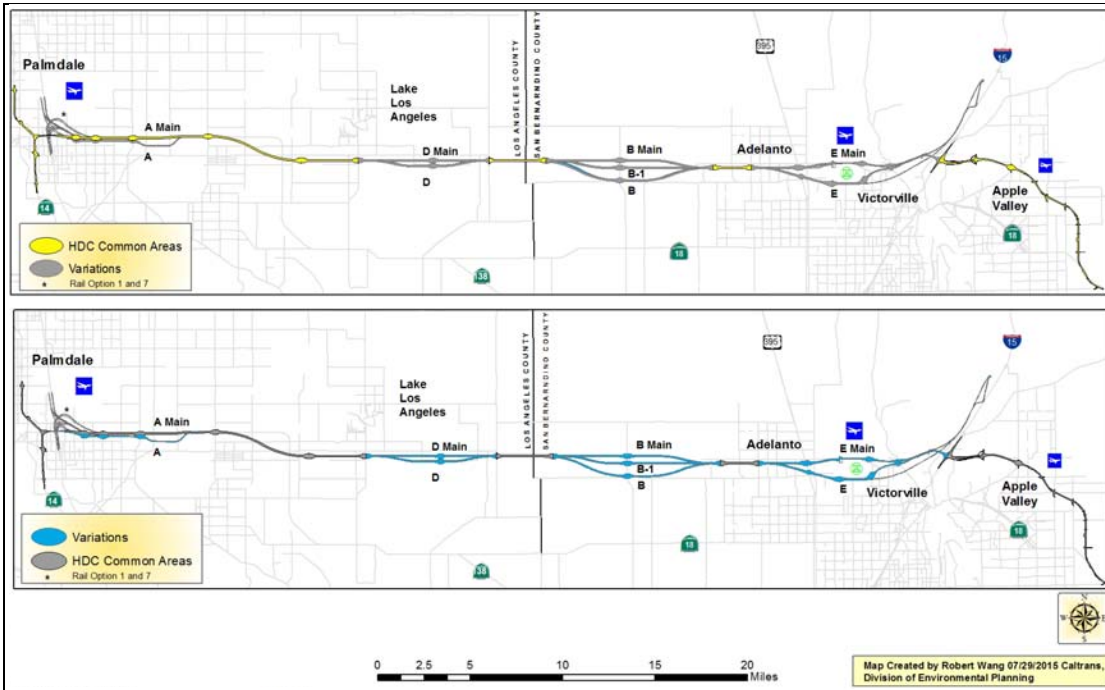 395
15
Palmdale
Lake
Los
Angeles
LOS ANGELES COUNTY
SAN BERNARNDINO COUNTY
*
A Main
A
D Main
D
B Main
B-1
B
Adelanto
E Main
E
Victorville
Apple
Valley
14
18
18
38
HDC Common Areas
Variations
* Rail Option 1 and 7
395
15
Palmdale
Lake
Los
Angeles
LOS ANGELES COUNTY
SAN BERNARNDINO COUNTY
*
A Main
A
D Main
D
B Main
B-1
B
Adelanto
E Main
E
Victorville
Apple
Valley
14
18
18
38
Variations
HDC Common Areas
* Rail Option 1 and 7
N
W E
S
0 2.5 5 10 15 20
Miles
Map Created by Robert Wang 07/29/2015 Caltrans,
Division of Environmental Planning